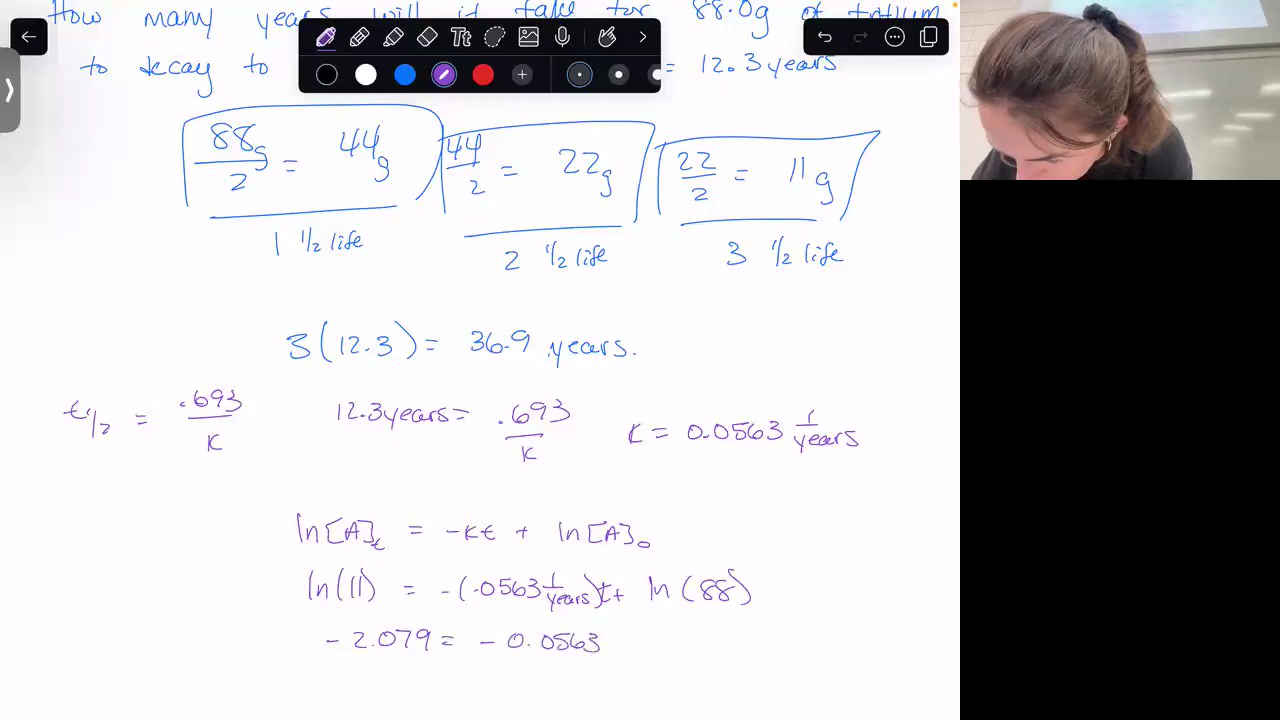 How many years will it take for 88.0g of tritium
to decay to = 12.3 years
88g/2 = 44g 44/2 = 22g 22/2 = 11g
1 ½ life 2 ½ life 3 ½ life
3(12.3) = 36.9 years.
t1/2 = .693/K 12.3years = .693/K K = 0.0563 1/years
ln[A]t = -Kt + ln[A]0
ln(11) = -(.0563 1/years)t + ln(88)
-2.079 = -0.0563
Tt